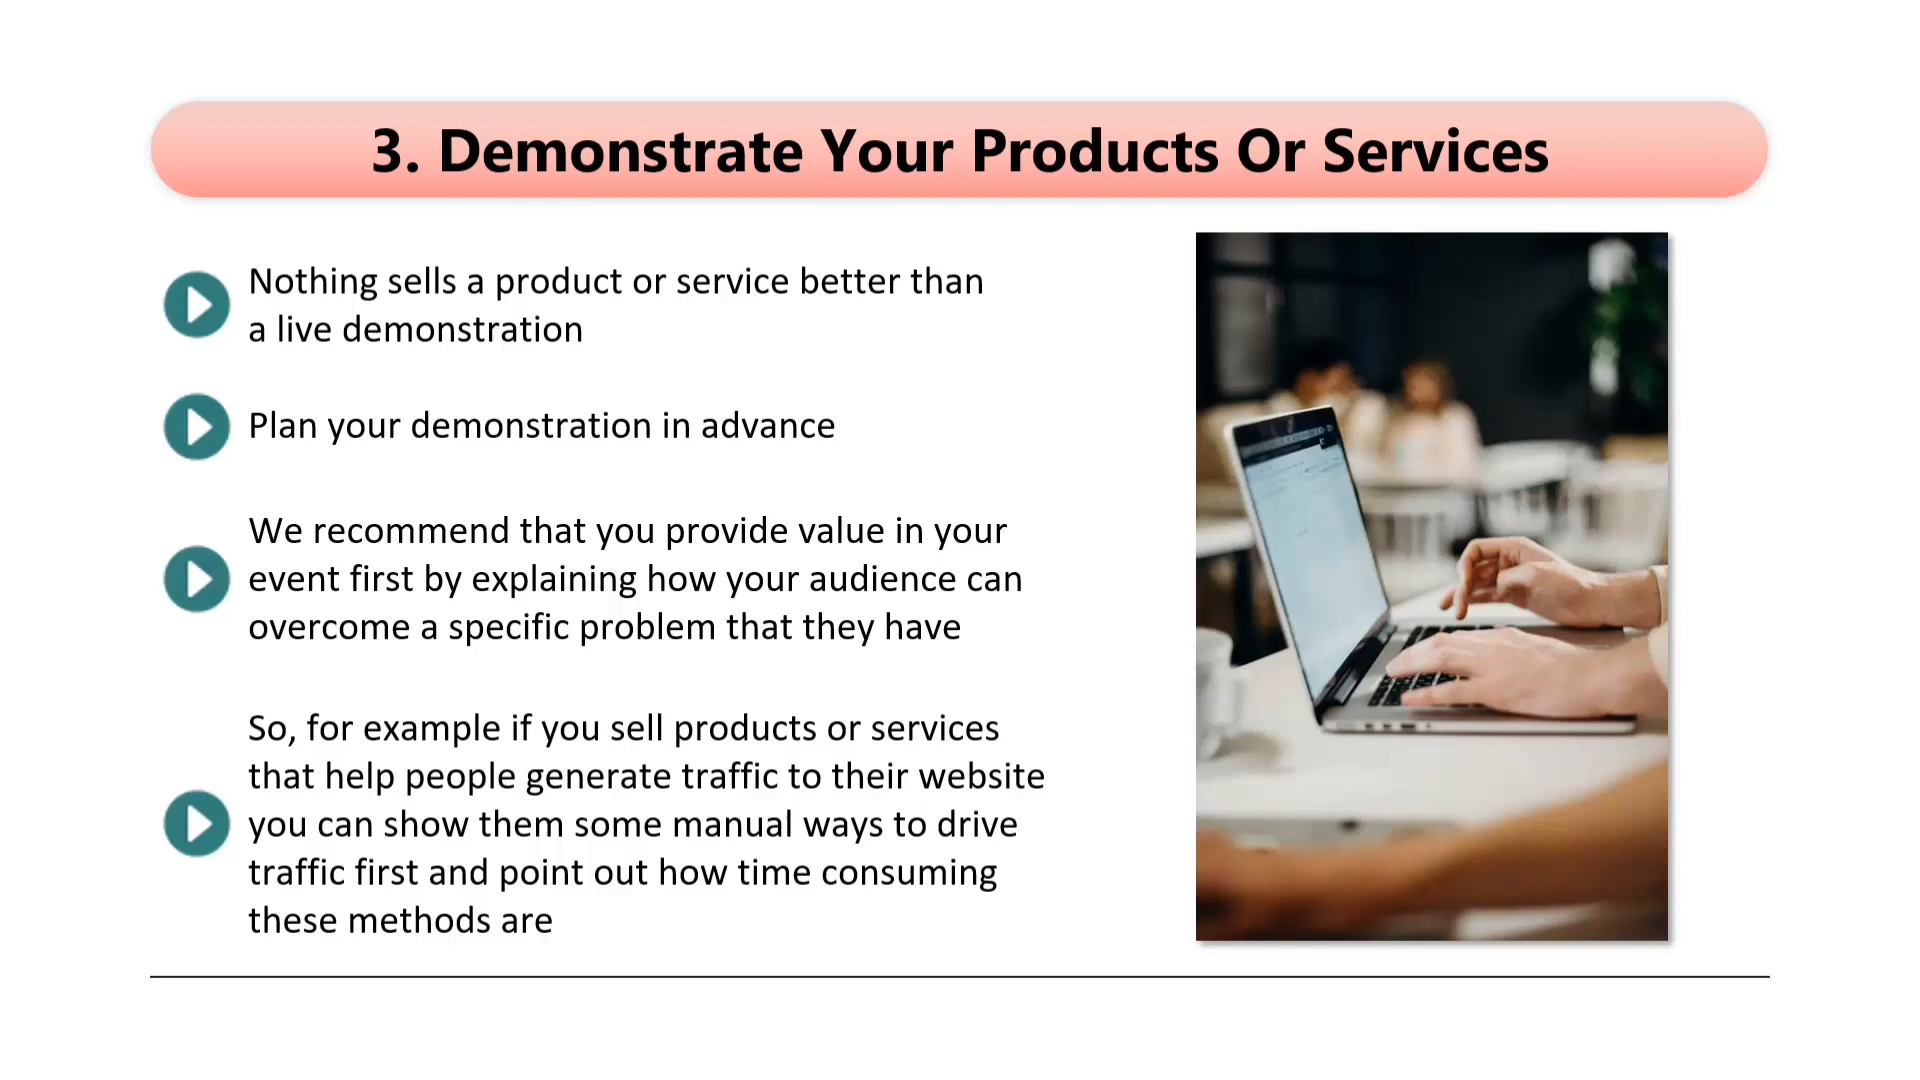 3. Demonstrate Your Products Or Services
Nothing sells a product or service better than
a live demonstration
Plan your demonstration in advance
We recommend that you provide value in your
event first by explaining how your audience can
overcome a specific problem that they have
So, for example if you sell products or services
that help people generate traffic to their website
you can show them some manual ways to drive
traffic first and point out how time consuming
these methods are